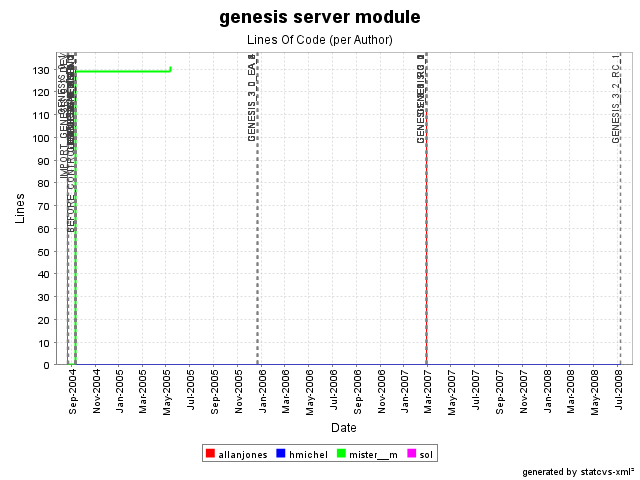 genesis server module
Lines Of Code (per Author)
Lines
130
120
110
100
90
80
70
60
50
40
30
20
10
0
GENESIS_3_2_RC_1
Sep-2004
Nov-2004
Jan-2005
Mar-2005
May-2005
Jul-2005
Sep-2005
Nov-2005
Jan-2006
Mar-2006
May-2006
Jul-2006
Sep-2006
Nov-2006
Jan-2007
Mar-2007
May-2007
Jul-2007
Sep-2007
Nov-2007
Jan-2008
Mar-2008
May-2008
Jul-2008
Date
allanjones
hmichel
mister__m
sol
generated by statcvs-xml²